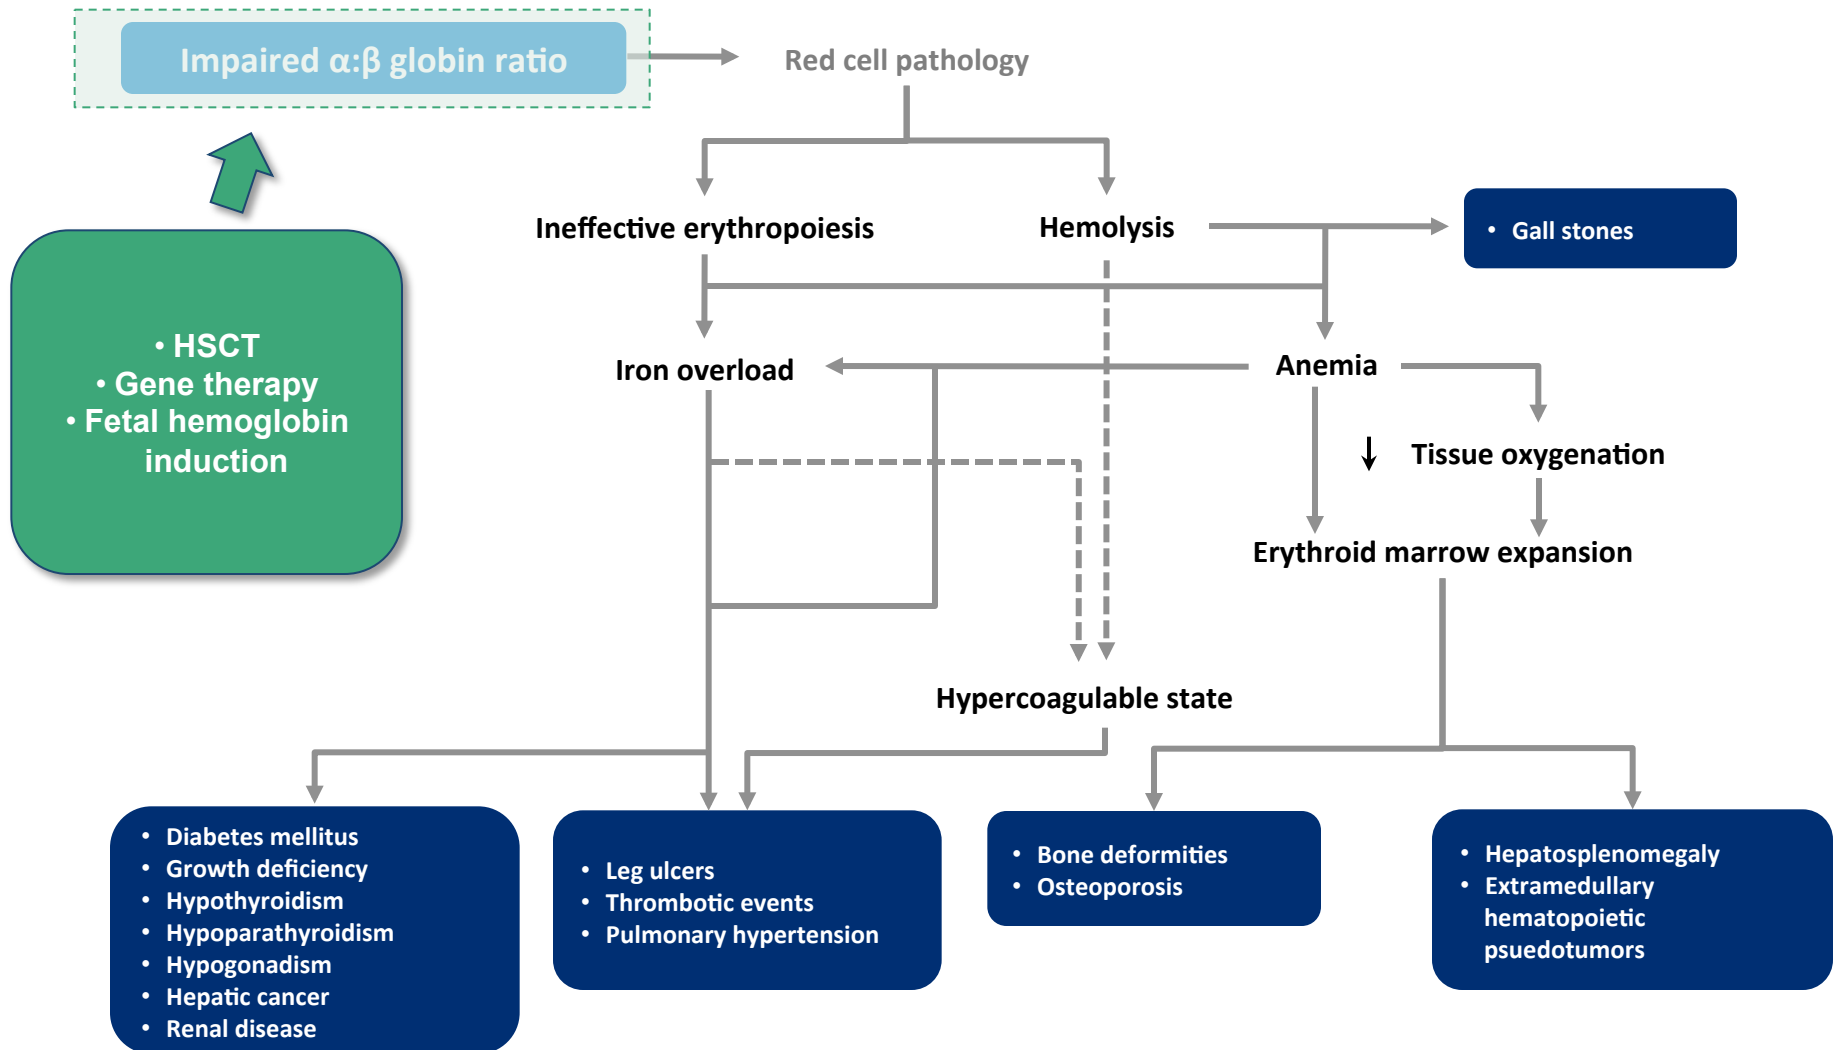 Impaired α:β globin ratio
Red cell pathology
Ineffective erythropoiesis
Hemolysis
• Gall stones
• HSCT
• Gene therapy
• Fetal hemoglobin
induction
Iron overload
Anemia
↓ Tissue oxygenation
Erythroid marrow expansion
Hypercoagulable state
• Diabetes mellitus
• Growth deficiency
• Hypothyroidism
• Hypoparathyroidism
• Hypogonadism
• Hepatic cancer
• Renal disease
• Leg ulcers
• Thrombotic events
• Pulmonary hypertension
• Bone deformities
• Osteoporosis
• Hepatosplenomegaly
• Extramedullary
hematopoietic
psuedotumors